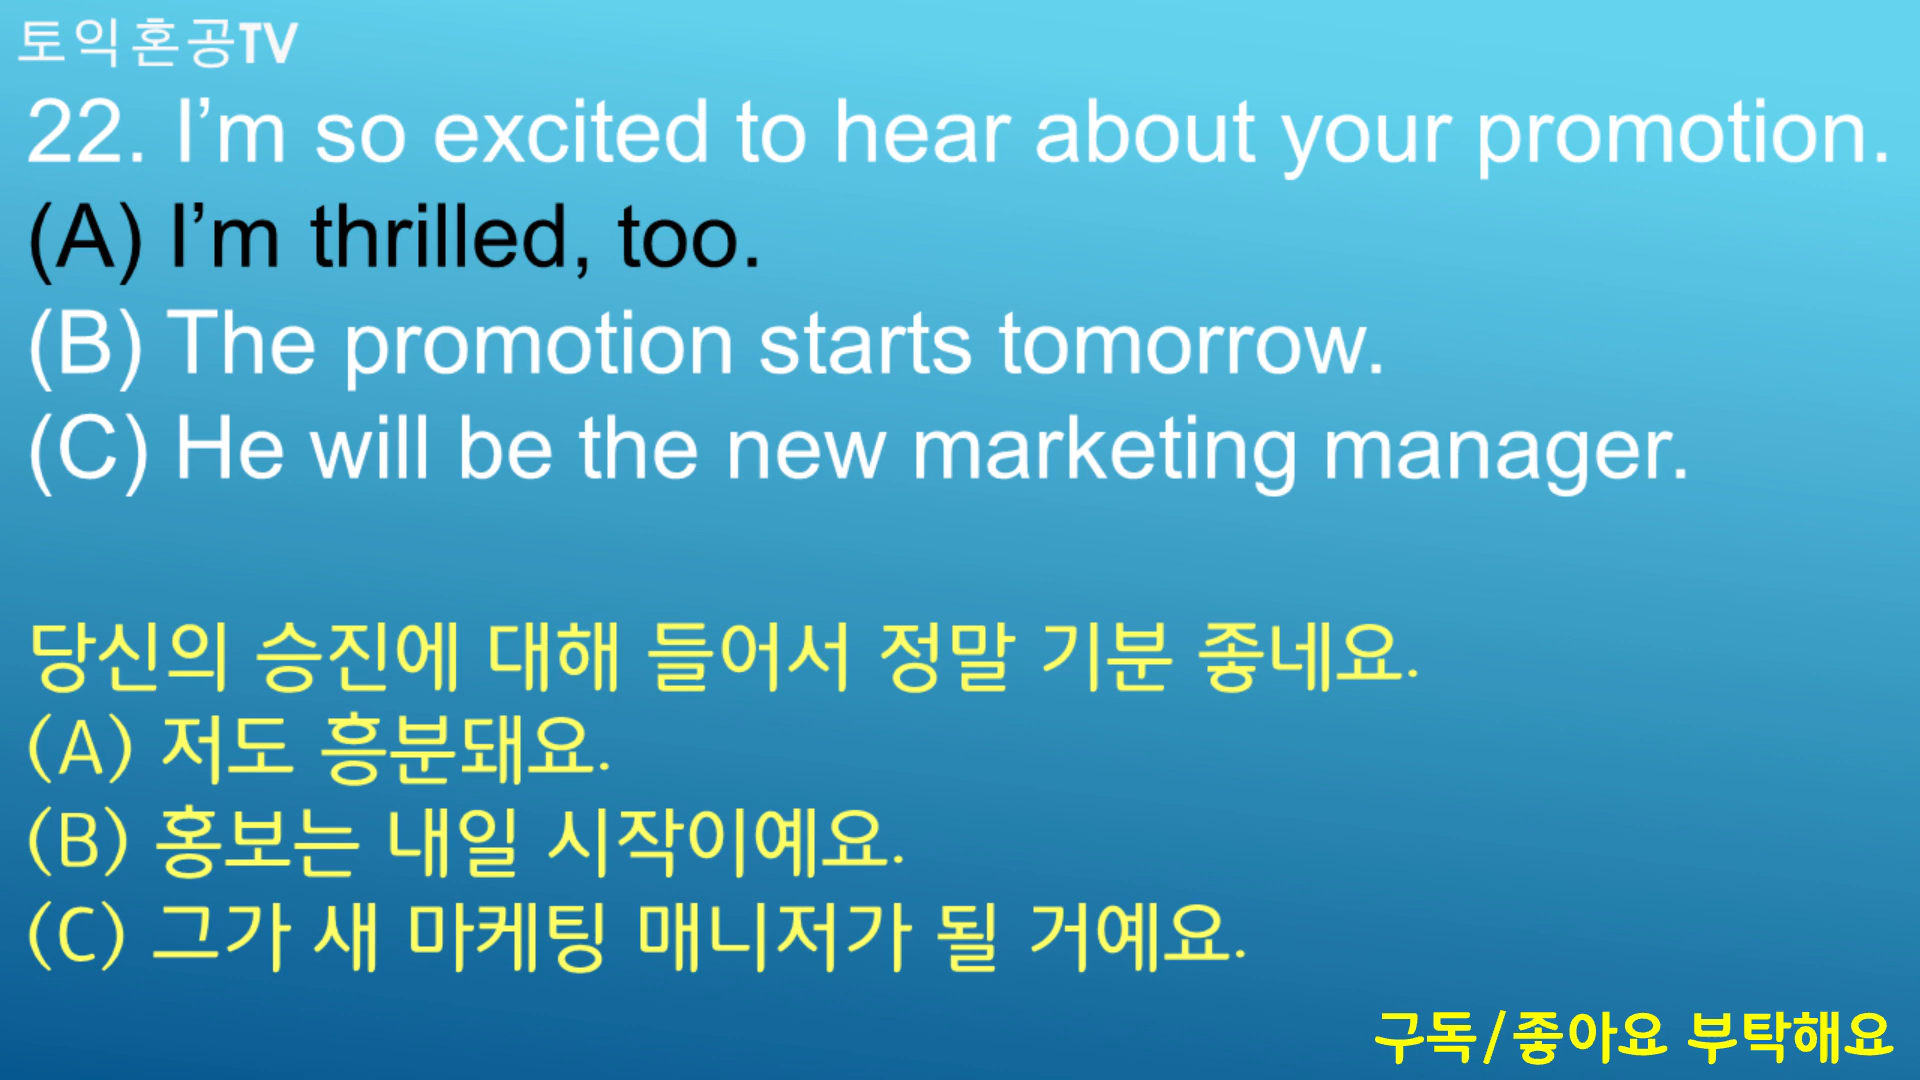 토익혼공TV
22. I’m so excited to hear about your promotion.
(A) I’m thrilled, too.
(B) The promotion starts tomorrow.
(C) He will be the new marketing manager.
당신의 승진에 대해 들어서 정말 기분 좋네요.
(A) 저도 흥분돼요.
(B) 홍보는 내일 시작이예요.
(C) 그가 새 마케팅 매니저가 될 거예요.
구독/좋아요 부탁해요